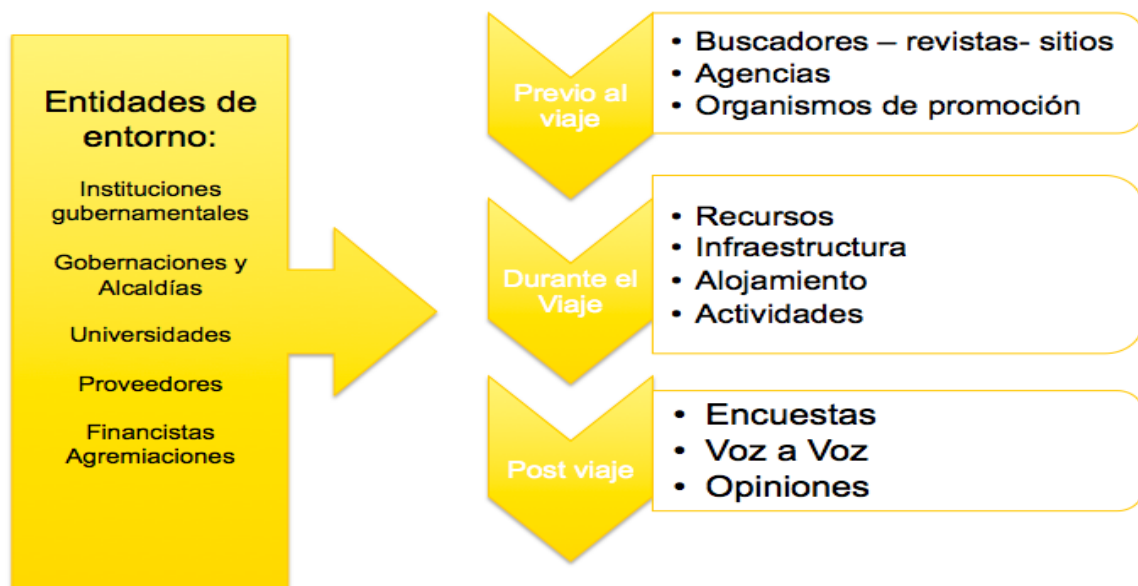 Entidades de
entorno:
Instituciones
gubernamentales
Gobernaciones y
Alcaldías
Universidades
Proveedores
Financistas
Agremiaciones
Previo al
viaje
• Buscadores – revistas- sitios
• Agencias
• Organismos de promoción
Durante el
Viaje
• Recursos
• Infraestructura
• Alojamiento
• Actividades
Post viaje
• Encuestas
• Voz a Voz
• Opiniones